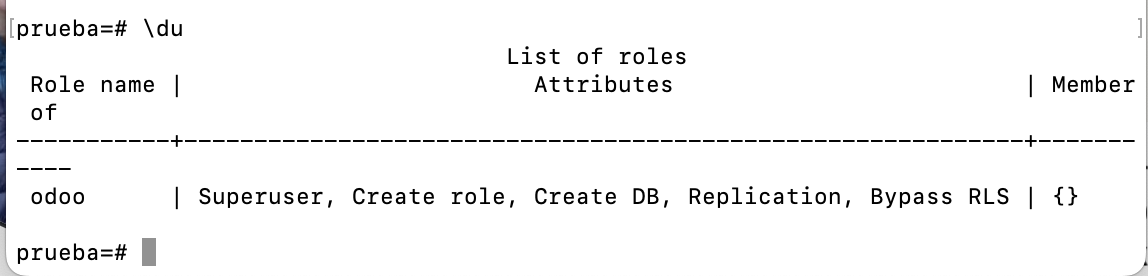 [prueba=# \du ]
List of roles
Role name | Attributes | Member
of
-----------+------------------------------------------------------------+-------
----
odoo | Superuser, Create role, Create DB, Replication, Bypass RLS | {}
prueba=#